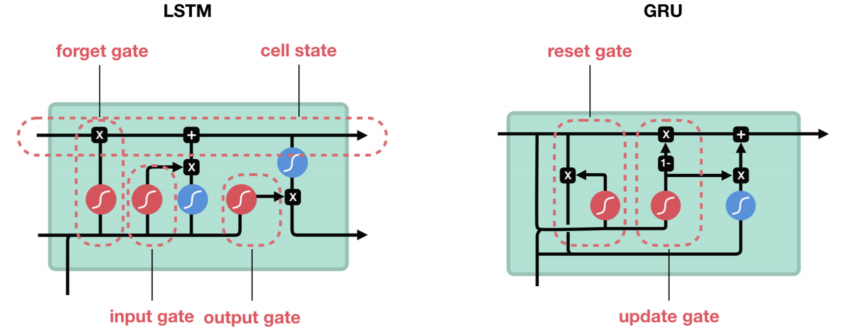 LSTM
GRU
forget gate
cell state
reset gate
X
+
X
X
X
1-
X
+
X
input gate
output gate
update gate